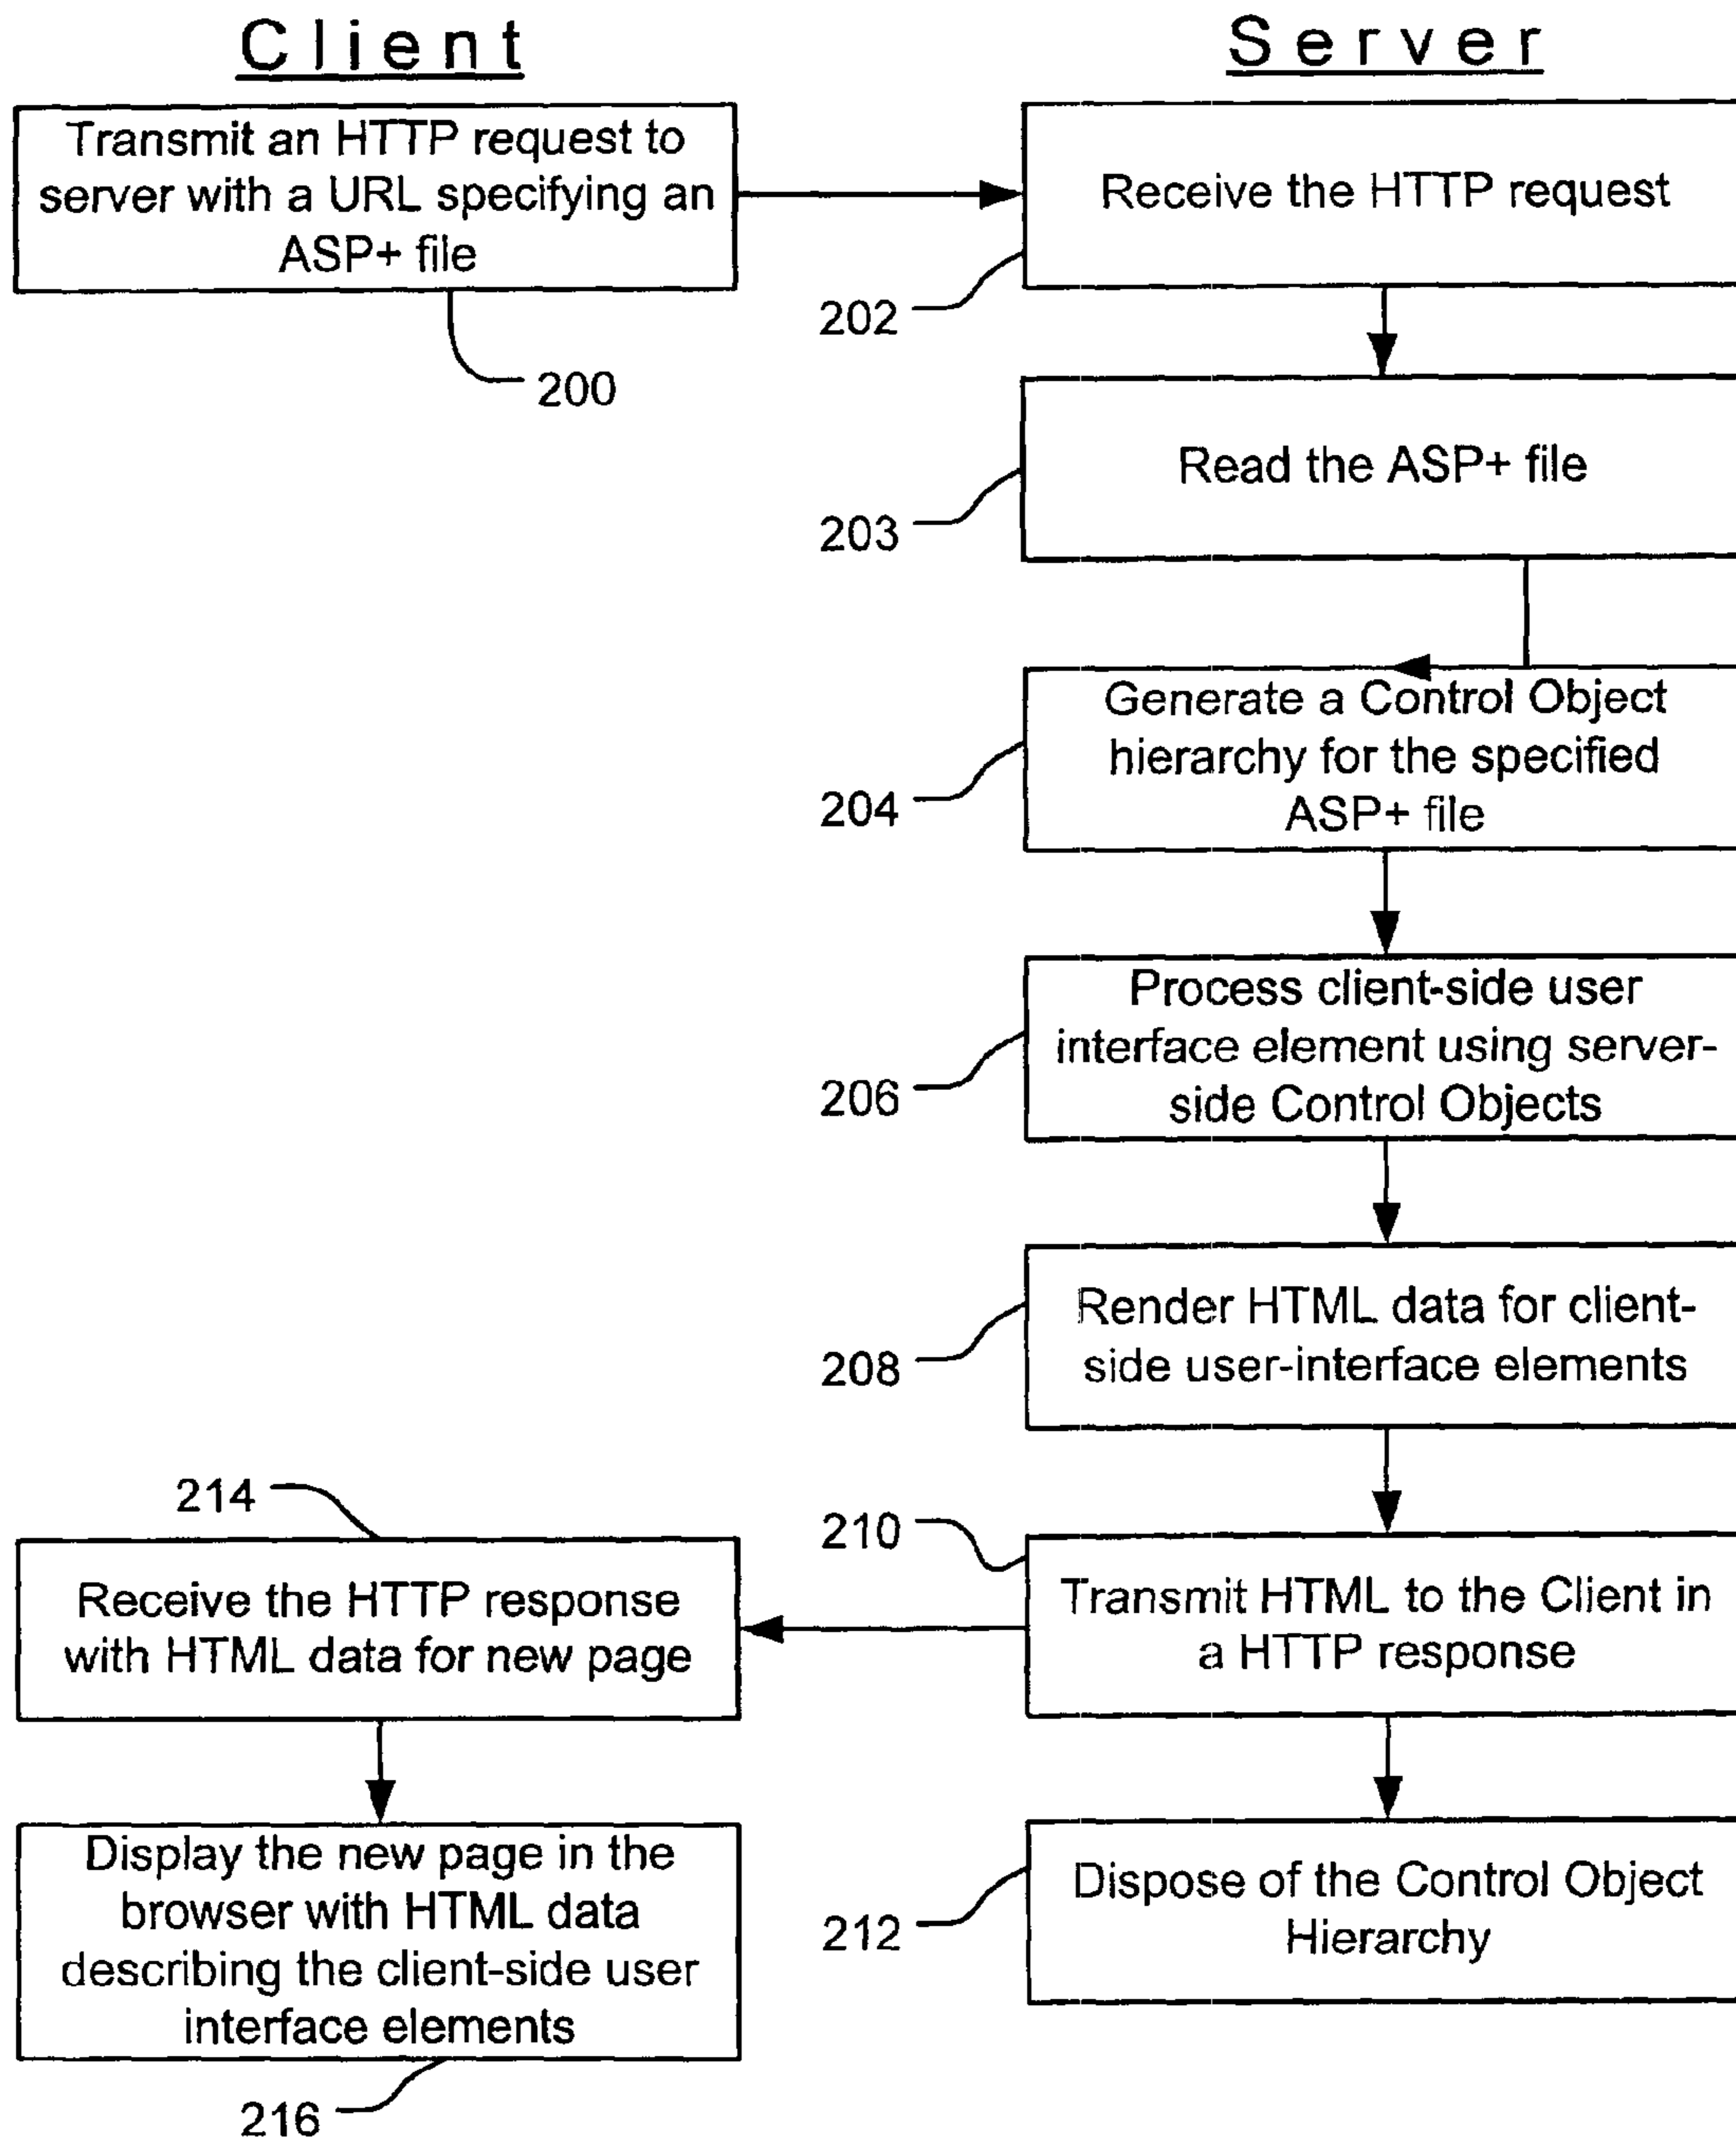 Client
Server
Transmit an HTTP request to
server with a URL specifying an
ASP+ file
200
Receive the HTTP request
202
Read the ASP+ file
203
Generate a Control Object
hierarchy for the specified
ASP+ file
204
Process client-side user
interface element using server-
side Control Objects
206
Render HTML data for client-
side user-interface elements
208
Transmit HTML to the Client in
a HTTP response
210
Dispose of the Control Object
Hierarchy
212
214
Receive the HTTP response
with HTML data for new page
Display the new page in the
browser with HTML data
describing the client-side user
interface elements
216